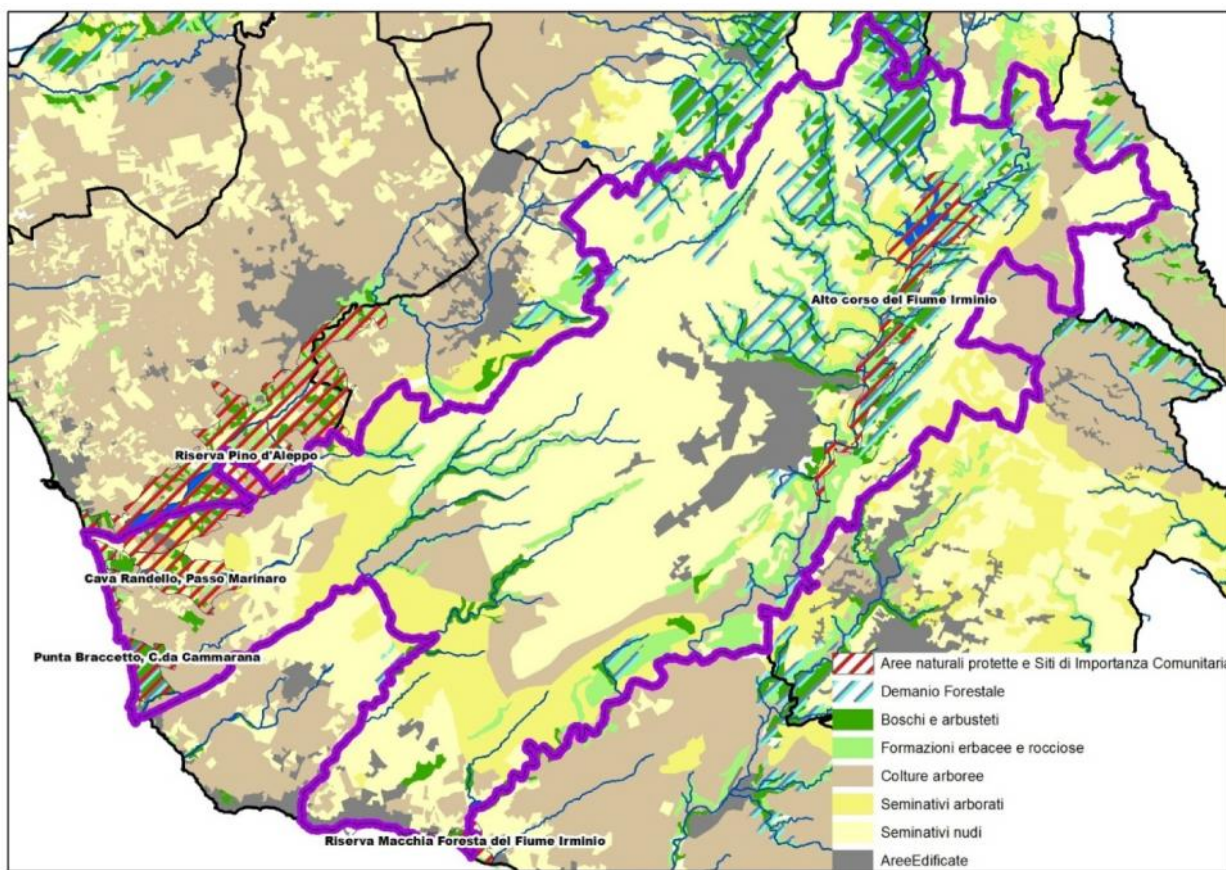 Alto corso del Fiume Irminio
Riserva Pino d'Aleppo
Cava Randello, Passo Marinaro
Punta Braccetto, C.da Cammarana
Riserva Macchia Foresta del Fiume Irminio
Aree naturali protette e Siti di Importanza Comunitaria
Demanio Forestale
Boschi e arbusteti
Formazioni erbacee e rocciose
Colture arboree
Seminativi arborati
Seminativi nudi
AreeEdificate